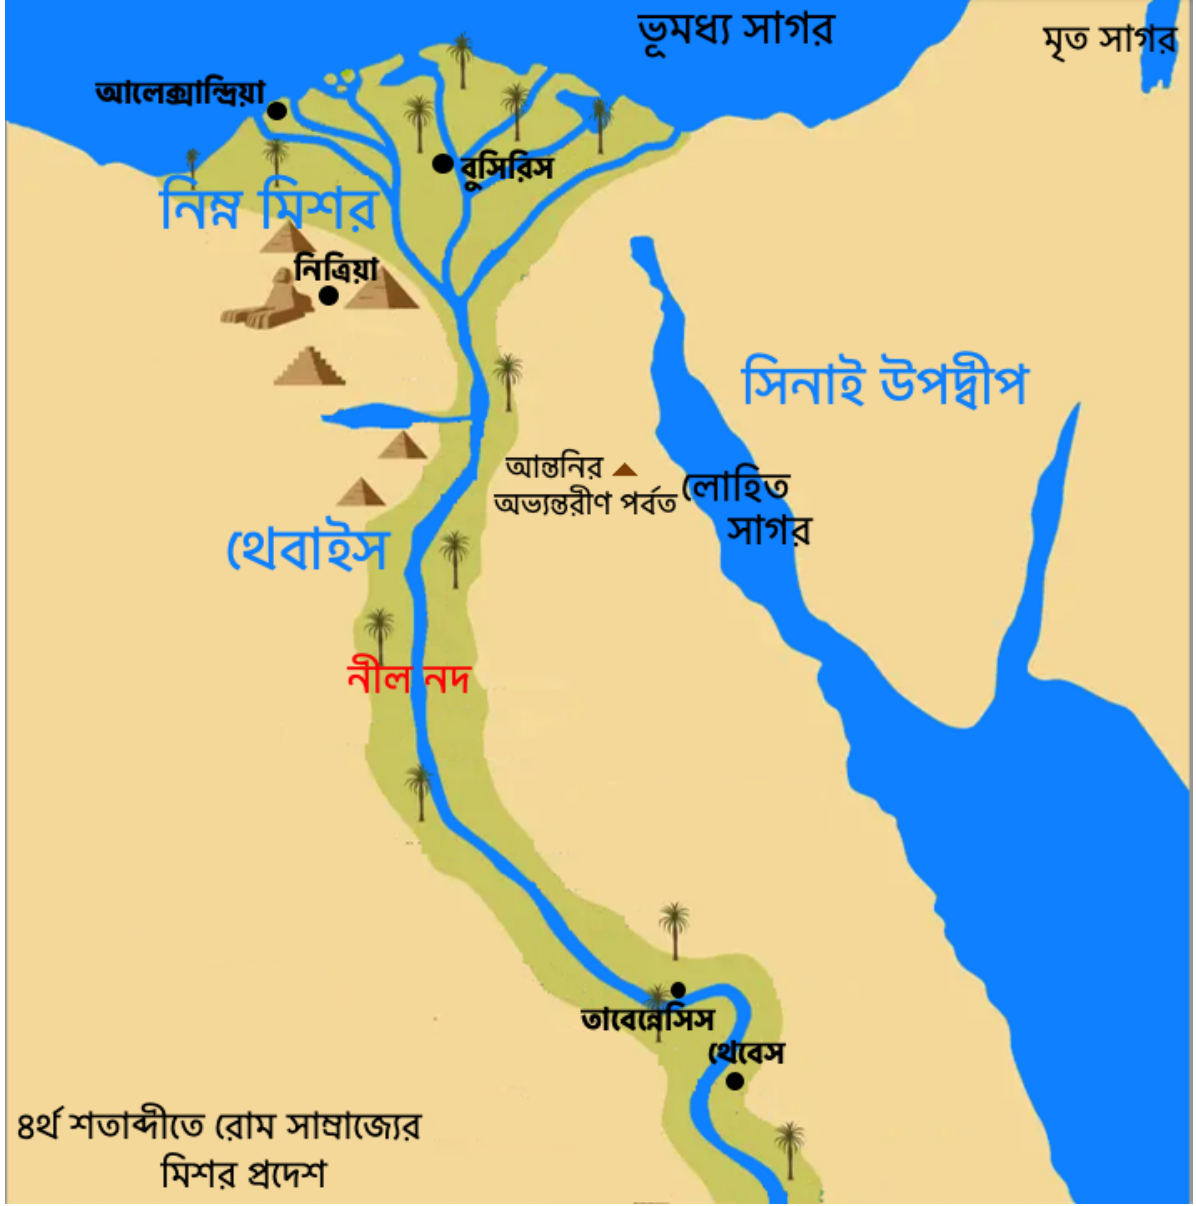 ভূমধ্য সাগর
মৃত সাগর
আলেক্সান্দ্রিয়া
বুসিরিস
নিম্ন মিশর
নিত্রিয়া
সিনাই উপদ্বীপ
আন্তনির
অভ্যন্তরীণ পর্বত
লোহিত
সাগর
থেবাইস
নীল নদ
তাবেন্নেসিস
থেবেস
৪র্থ শতাব্দীতে রোম সাম্রাজ্যের
মিশর প্রদেশ